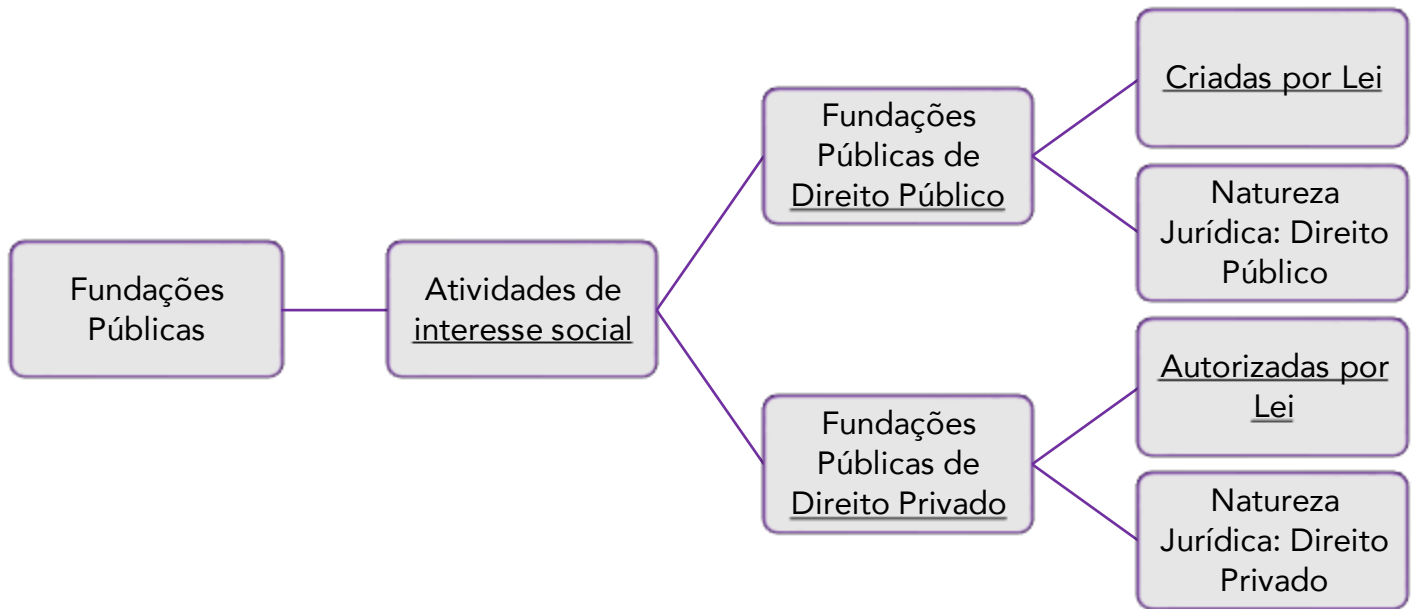 Fundações
Públicas
Atividades de
interesse social
Fundações
Públicas de
Direito Público
Criadas por Lei
Natureza
Jurídica: Direito
Público
Fundações
Públicas de
Direito Privado
Autorizadas por
Lei
Natureza
Jurídica: Direito
Privado